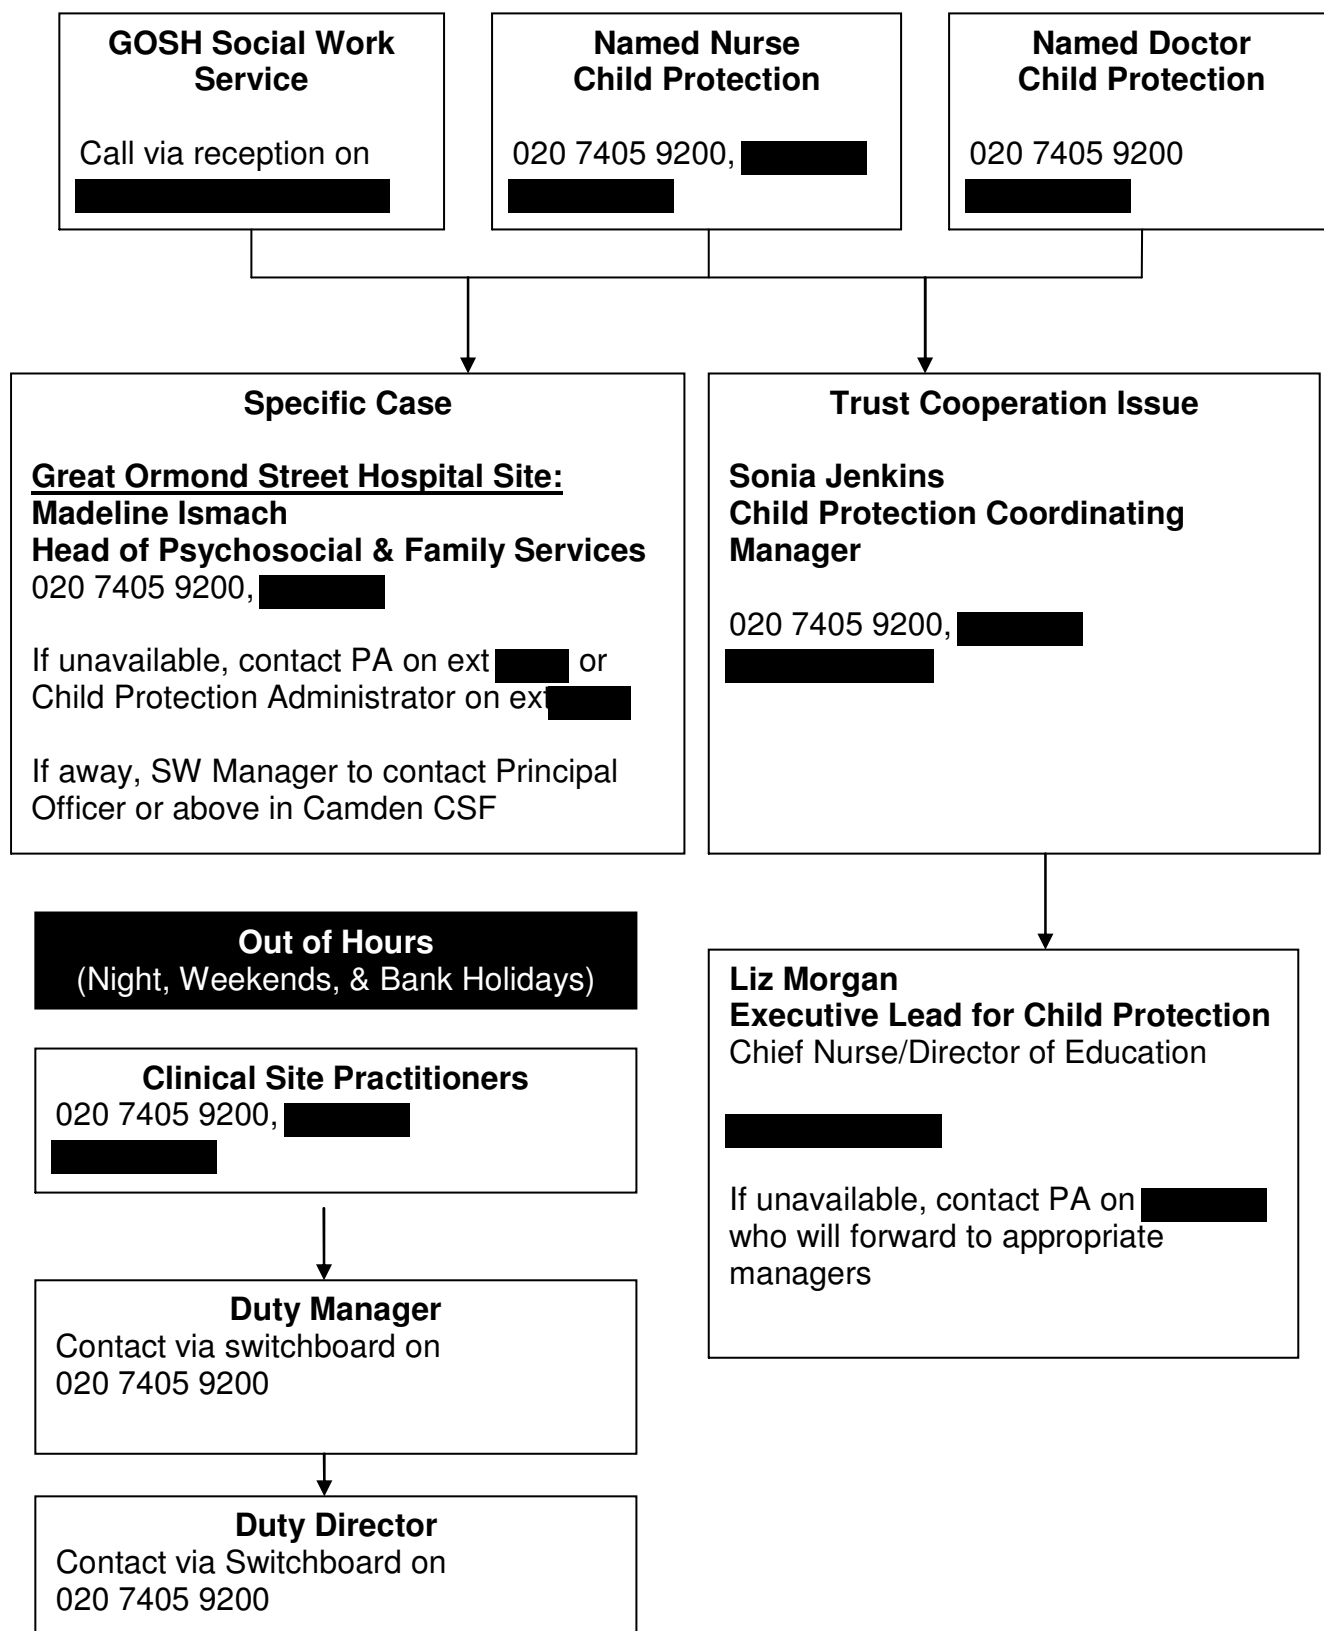 GOSH Social Work
Service
Call via reception on
Named Nurse
Child Protection
020 7405 9200,
Named Doctor
Child Protection
020 7405 9200
Specific Case
Great Ormond Street Hospital Site:
Madeline Ismach
Head of Psychosocial & Family Services
020 7405 9200,
If unavailable, contact PA on ext or
Child Protection Administrator on ext
If away, SW Manager to contact Principal
Officer or above in Camden CSF
Trust Cooperation Issue
Sonia Jenkins
Child Protection Coordinating
Manager
020 7405 9200,
Liz Morgan
Executive Lead for Child Protection
Chief Nurse/Director of Education
If unavailable, contact PA on
who will forward to appropriate
managers
Out of Hours
(Night, Weekends, & Bank Holidays)
Clinical Site Practitioners
020 7405 9200,
Duty Manager
Contact via switchboard on
020 7405 9200
Duty Director
Contact via Switchboard on
020 7405 9200